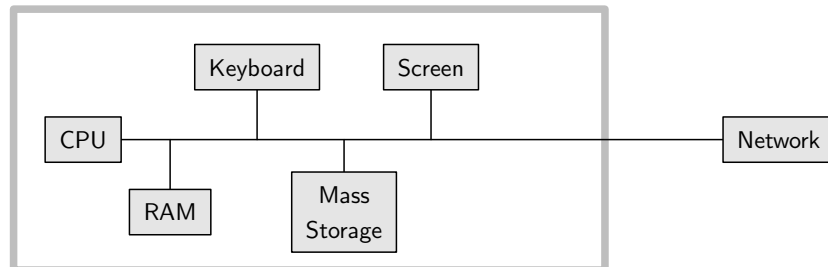 Keyboard
Screen
CPU
Network
RAM
Mass
Storage